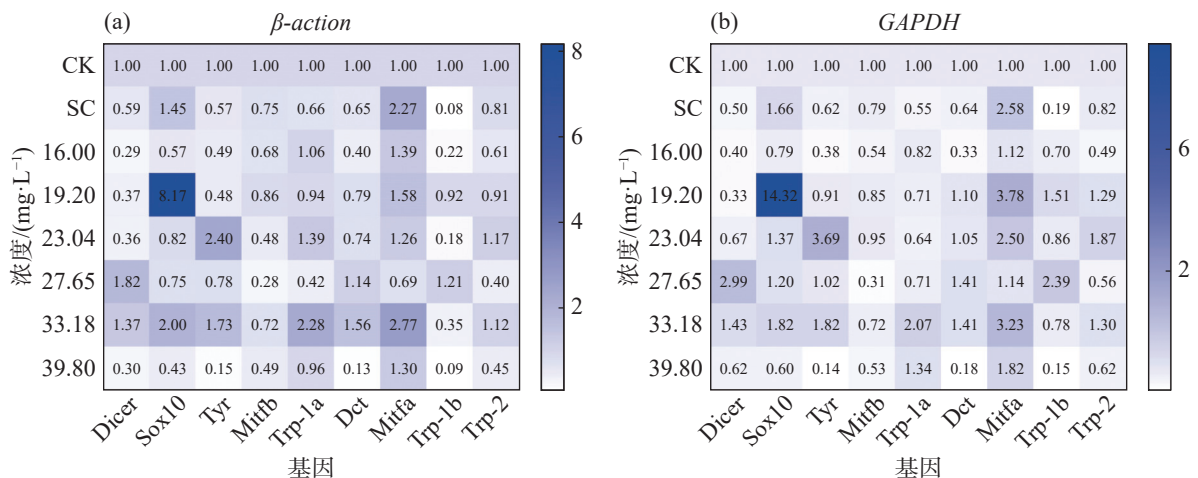 (a) β-action
CK 1.00 1.00 1.00 1.00 1.00 1.00 1.00 1.00 1.00
SC 0.59 1.45 0.57 0.75 0.66 0.65 2.27 0.08 0.81
16.00 0.29 0.57 0.49 0.68 1.06 0.40 1.39 0.22 0.61
19.20 0.37 8.17 0.48 0.86 0.94 0.79 1.58 0.92 0.91
23.04 0.36 0.82 2.40 0.48 1.39 0.74 1.26 0.18 1.17
27.65 1.82 0.75 0.78 0.28 0.42 1.14 0.69 1.21 0.40
33.18 1.37 2.00 1.73 0.72 2.28 1.56 2.77 0.35 1.12
39.80 0.30 0.43 0.15 0.49 0.96 0.13 1.30 0.09 0.45
Dicer Sox10 Tyr Mitfb Trp-1a Dct Mitfa Trp-1b Trp-2
基因
浓度/(mg·L⁻¹)
8
6
4
2
(b) GAPDH
CK 1.00 1.00 1.00 1.00 1.00 1.00 1.00 1.00 1.00
SC 0.50 1.66 0.62 0.79 0.55 0.64 2.58 0.19 0.82
16.00 0.40 0.79 0.38 0.54 0.82 0.33 1.12 0.70 0.49
19.20 0.33 14.32 0.91 0.85 0.71 1.10 3.78 1.51 1.29
23.04 0.67 1.37 3.69 0.95 0.64 1.05 2.50 0.86 1.87
27.65 2.99 1.20 1.02 0.31 0.71 1.41 1.14 2.39 0.56
33.18 1.43 1.82 1.82 0.72 2.07 1.41 3.23 0.78 1.30
39.80 0.62 0.60 0.14 0.53 1.34 0.18 1.82 0.15 0.62
Dicer Sox10 Tyr Mitfb Trp-1a Dct Mitfa Trp-1b Trp-2
基因
浓度/(mg·L⁻¹)
6
2